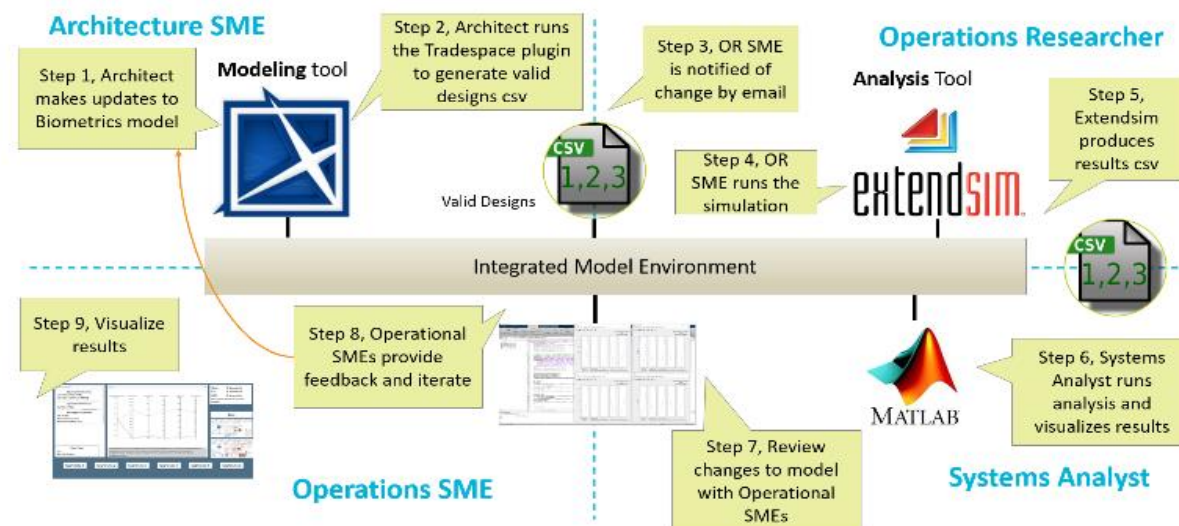 Architecture SME
Step 1, Architect
makes updates to
Biometrics model
Modeling tool
Step 2, Architect runs
the Tradespace plugin
to generate valid
designs csv
Step 3, OR SME
is notified of
change by email
CSV
1,2,3
Valid Designs
Operations Researcher
Analysis Tool
Step 4, OR
SME runs the
simulation
extendsim
Step 5,
Extendsim
produces
results csv
CSV
1,2,3
Integrated Model Environment
Step 9, Visualize
results
Step 8, Operational
SMEs provide
feedback and iterate
Operations SME
Step 7, Review
changes to model
with Operational
SMEs
MATLAB
Step 6, Systems
Analyst runs
analysis and
visualizes results
Systems Analyst